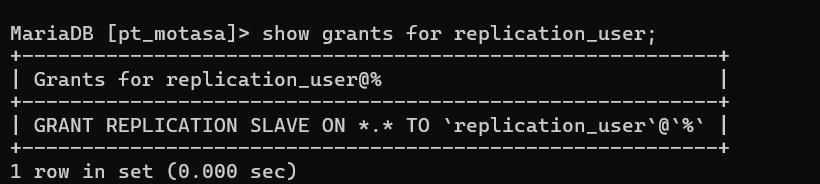 MariaDB [pt_motasa]> show grants for replication_user;
+----------------------------------------------------------+
| Grants for replication_user@%                            |
+----------------------------------------------------------+
| GRANT REPLICATION SLAVE ON *.* TO `replication_user`@`%` |
+----------------------------------------------------------+
1 row in set (0.000 sec)